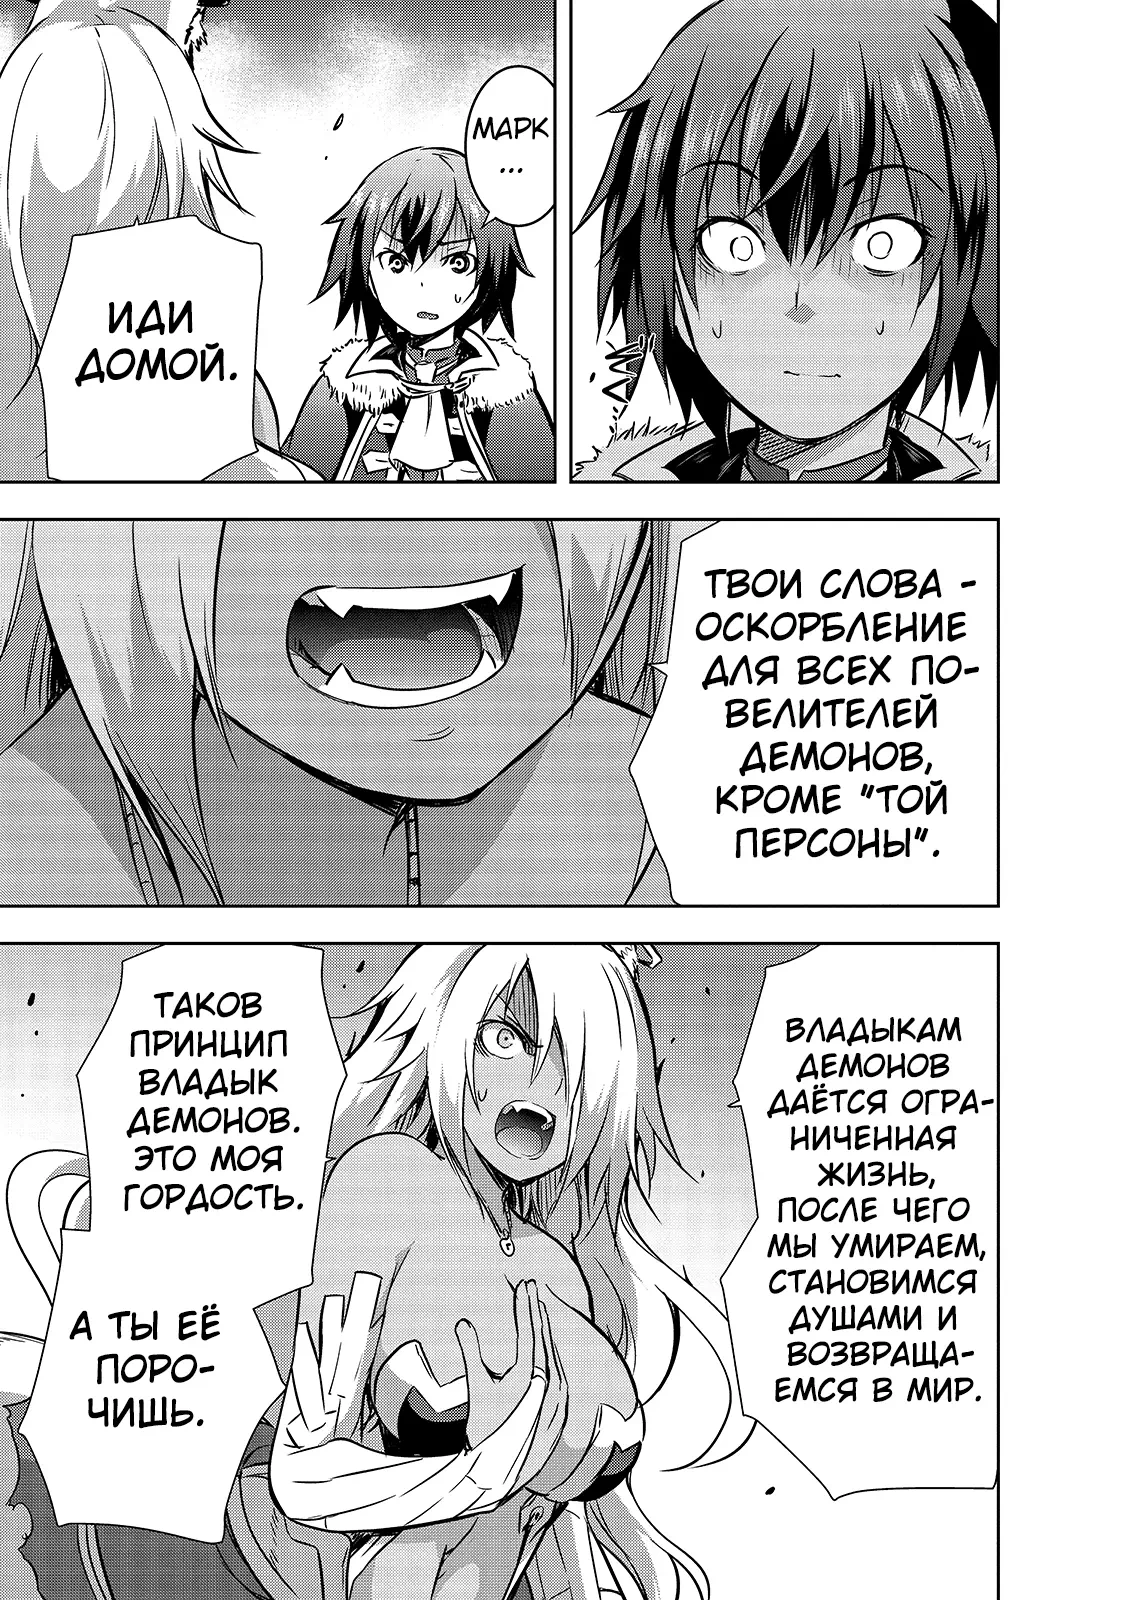 МАРК
...
ИДИ
ДОМОЙ.
ТВОИ СЛОВА -
ОСКОРБЛЕНИЕ
ДЛЯ ВСЕХ ПО-
ВЕЛИТЕЛЕЙ
ДЕМОНОВ,
КРОМЕ "ТОЙ
ПЕРСОНЫ".
ВЛАДЫКАМ
ДЕМОНОВ
ДАЁТСЯ ОГРА-
НИЧЕННАЯ
ЖИЗНЬ,
ПОСЛЕ ЧЕГО
МЫ УМИРАЕМ,
СТАНОВИМСЯ
ДУШАМИ И
ВОЗВРАЩА-
ЕМСЯ В МИР.
ТАКОВ
ПРИНЦИП
ВЛАДЫК
ДЕМОНОВ.
ЭТО МОЯ
ГОРДОСТЬ.
А ТЫ ЕЁ
ПОРО-
ЧИШЬ.